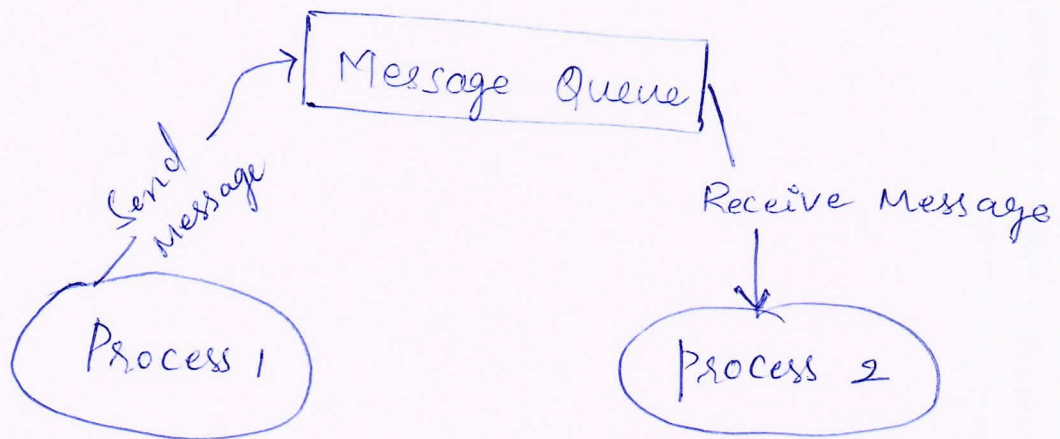 Message Queue
Send
Message
Receive Message
Process 1
Process 2